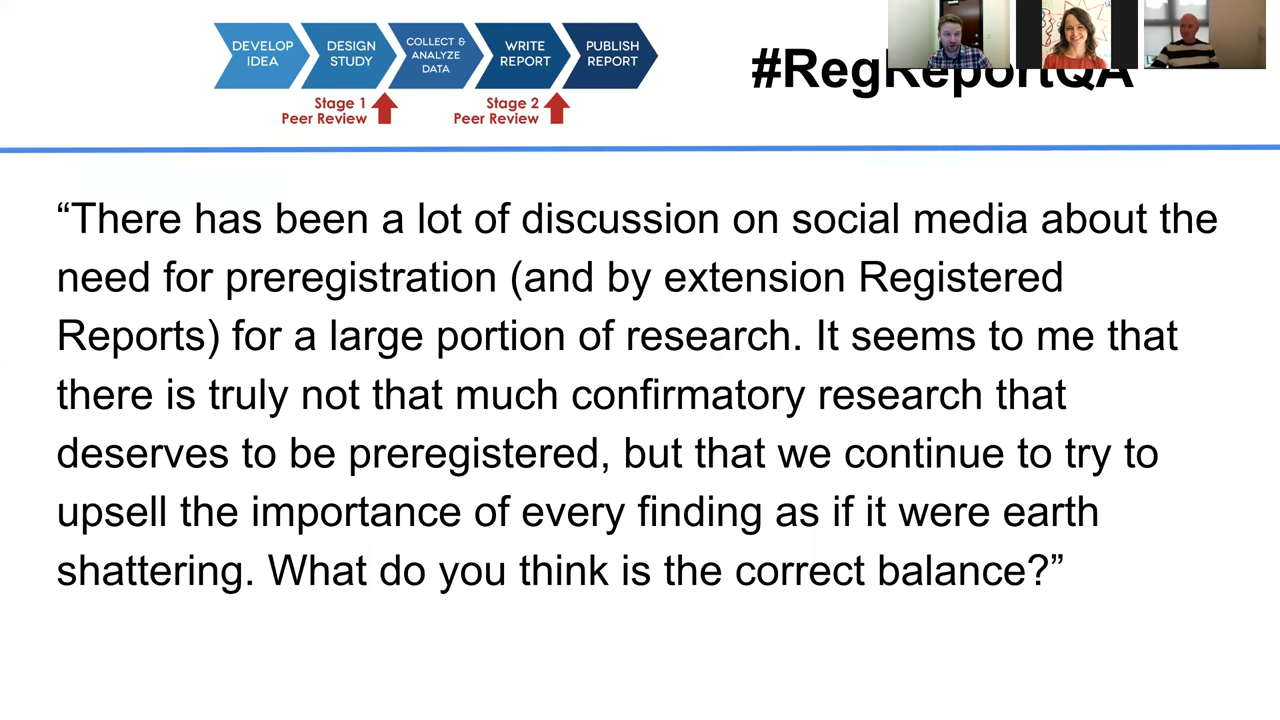 DEVELOP IDEA
DESIGN STUDY
COLLECT & ANALYZE DATA
WRITE REPORT
PUBLISH REPORT
Stage 1
Peer Review
Stage 2
Peer Review
#RegReportQA
“There has been a lot of discussion on social media about the
need for preregistration (and by extension Registered
Reports) for a large portion of research. It seems to me that
there is truly not that much confirmatory research that
deserves to be preregistered, but that we continue to try to
upsell the importance of every finding as if it were earth
shattering. What do you think is the correct balance?”